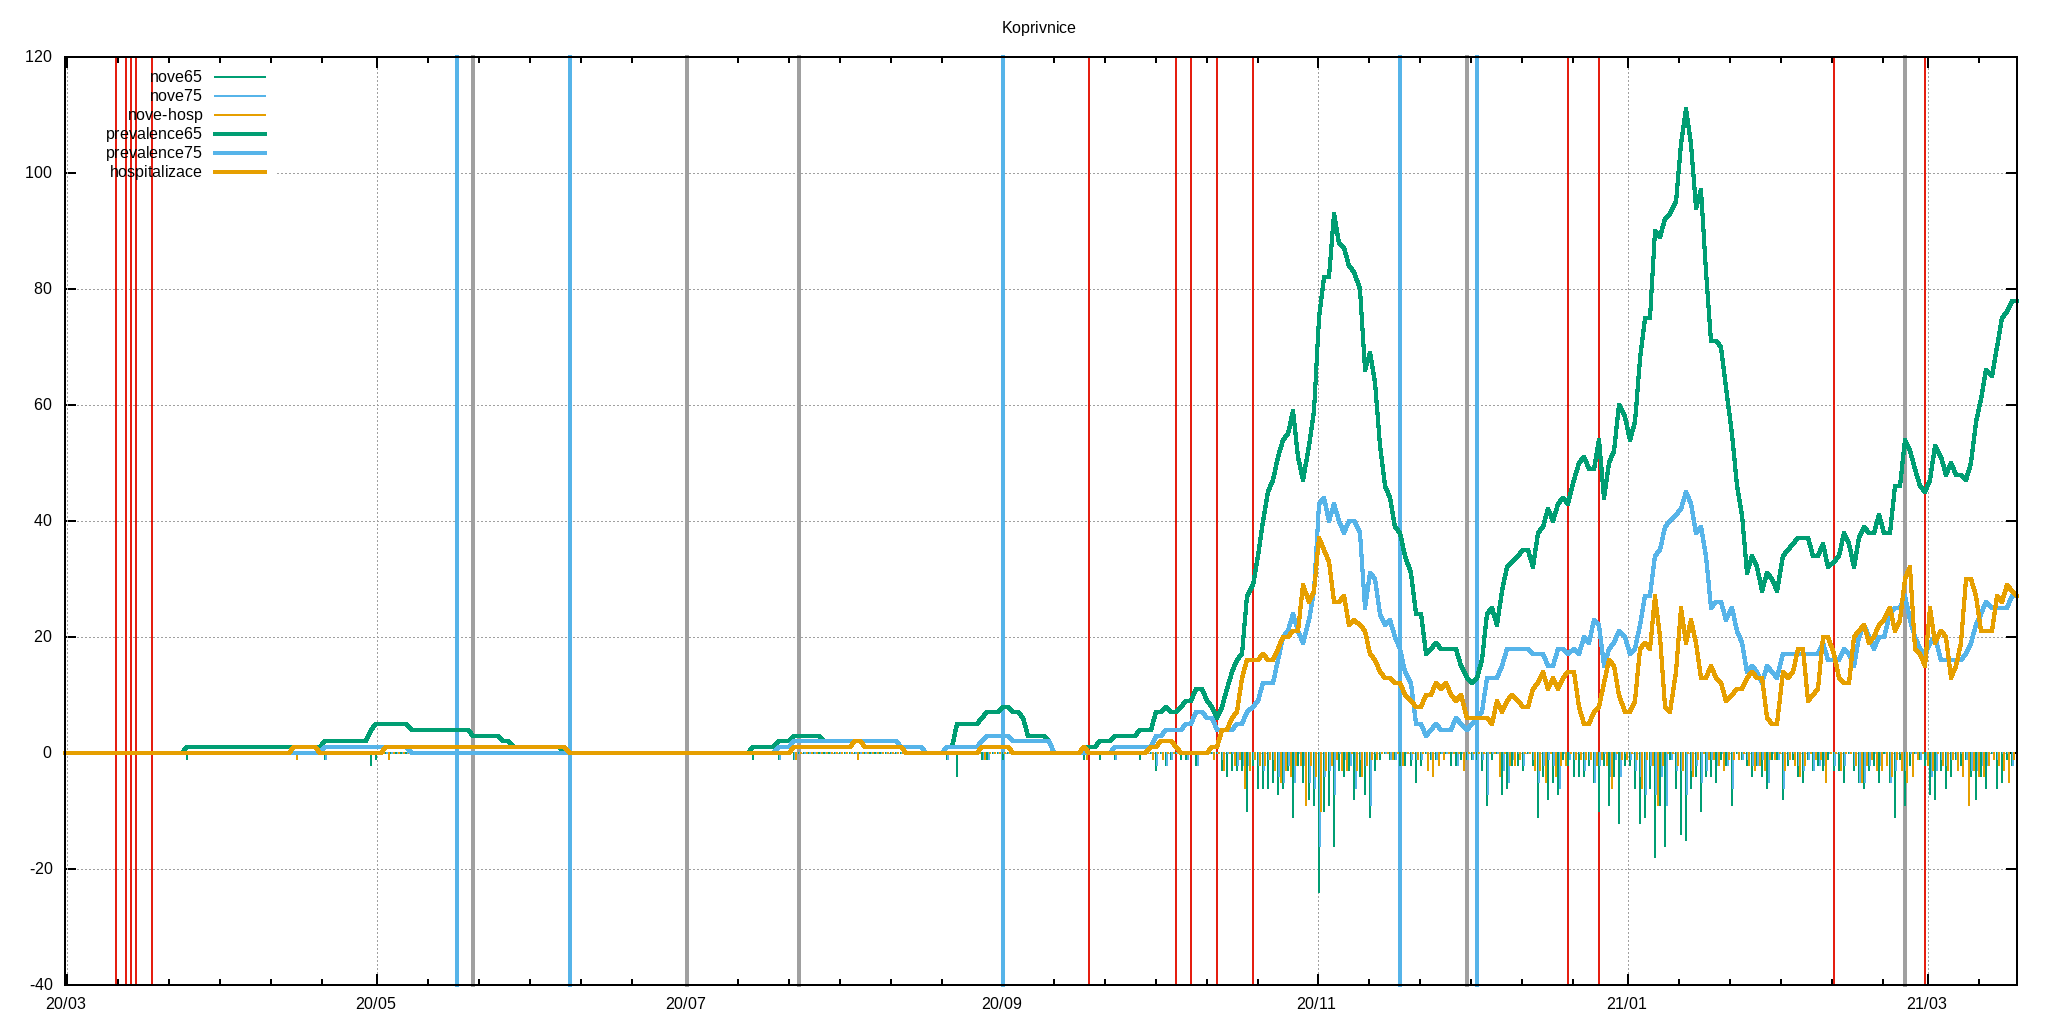 Koprivnice
120
100
80
60
40
20
0
-20
-40
nove65
nove75
nove-hosp
prevalence65
prevalence75
hospitalizace
20/03 20/05 20/07 20/09 20/11 21/01 21/03